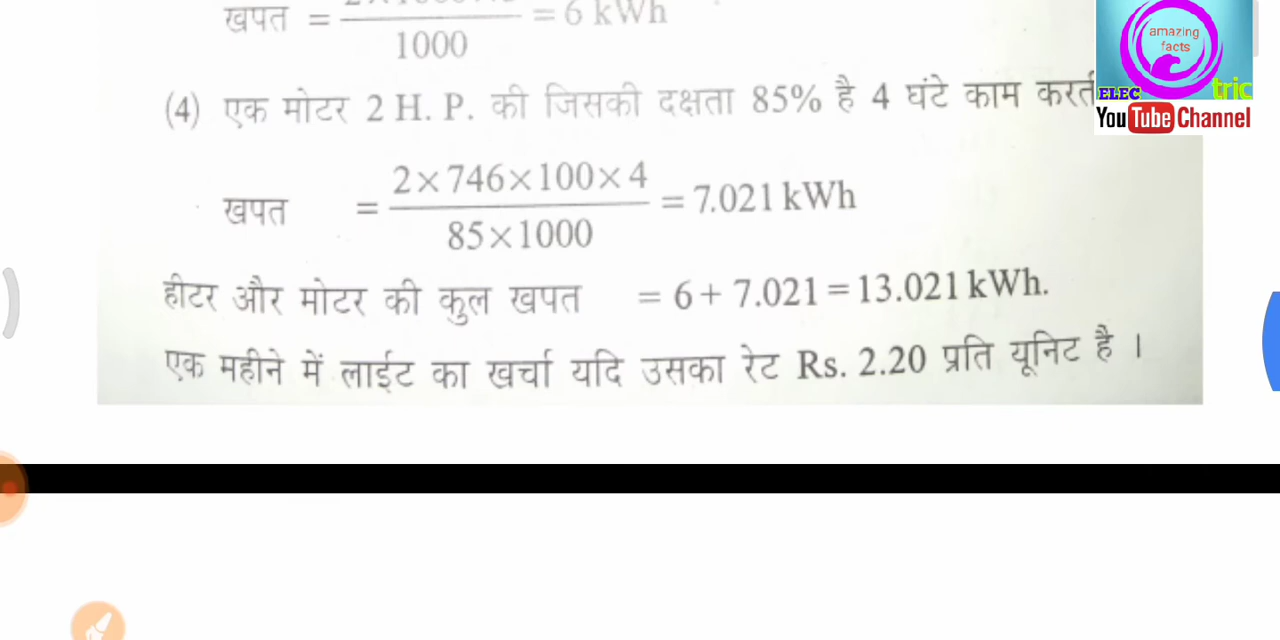 खपत = / 1000 = 6 kWh
(4) एक मोटर 2 H. P. की जिसकी दक्षता 85% है 4 घंटे काम करती
खपत = 2×746×100×4 / 85×1000 = 7.021 kWh
हीटर और मोटर की कुल खपत = 6 + 7.021 = 13.021 kWh.
एक महीने में लाईट का खर्चा यदि उसका रेट Rs. 2.20 प्रति यूनिट है ।
amazing
facts
ELEC tric
YouTube Channel